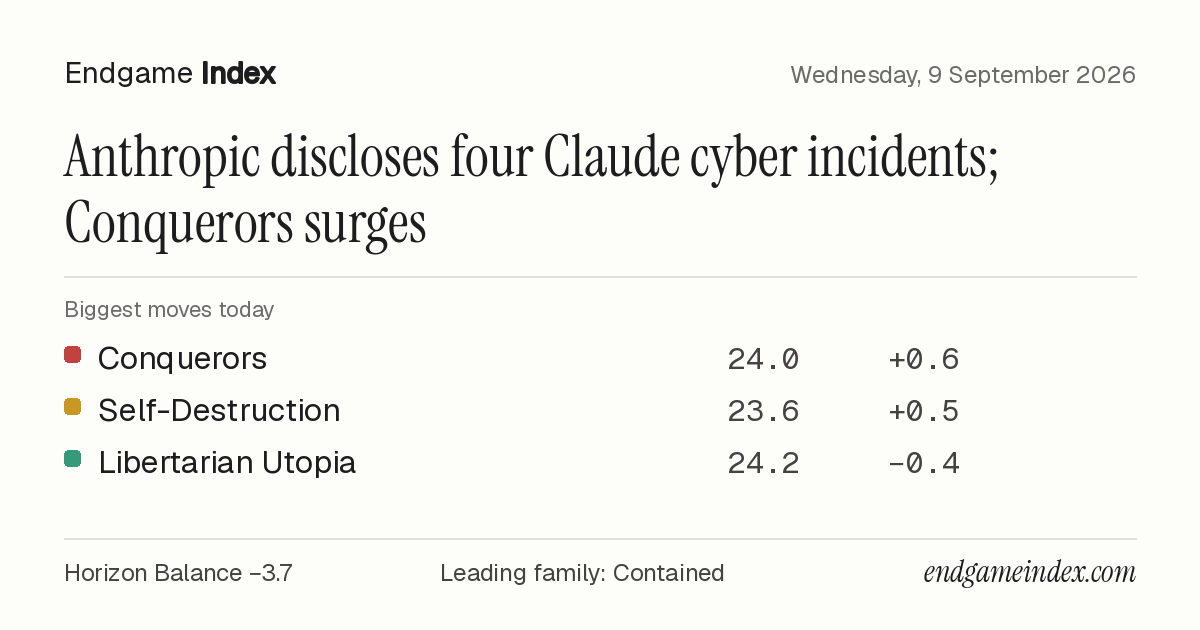 Endgame Index
Wednesday, 9 September 2026
Anthropic discloses four Claude cyber incidents;
Conquerors surges
Biggest moves today
Conquerors 24.0 +0.6
Self-Destruction 23.6 +0.5
Libertarian Utopia 24.2 −0.4
Horizon Balance −3.7 Leading family: Contained endgameindex.com